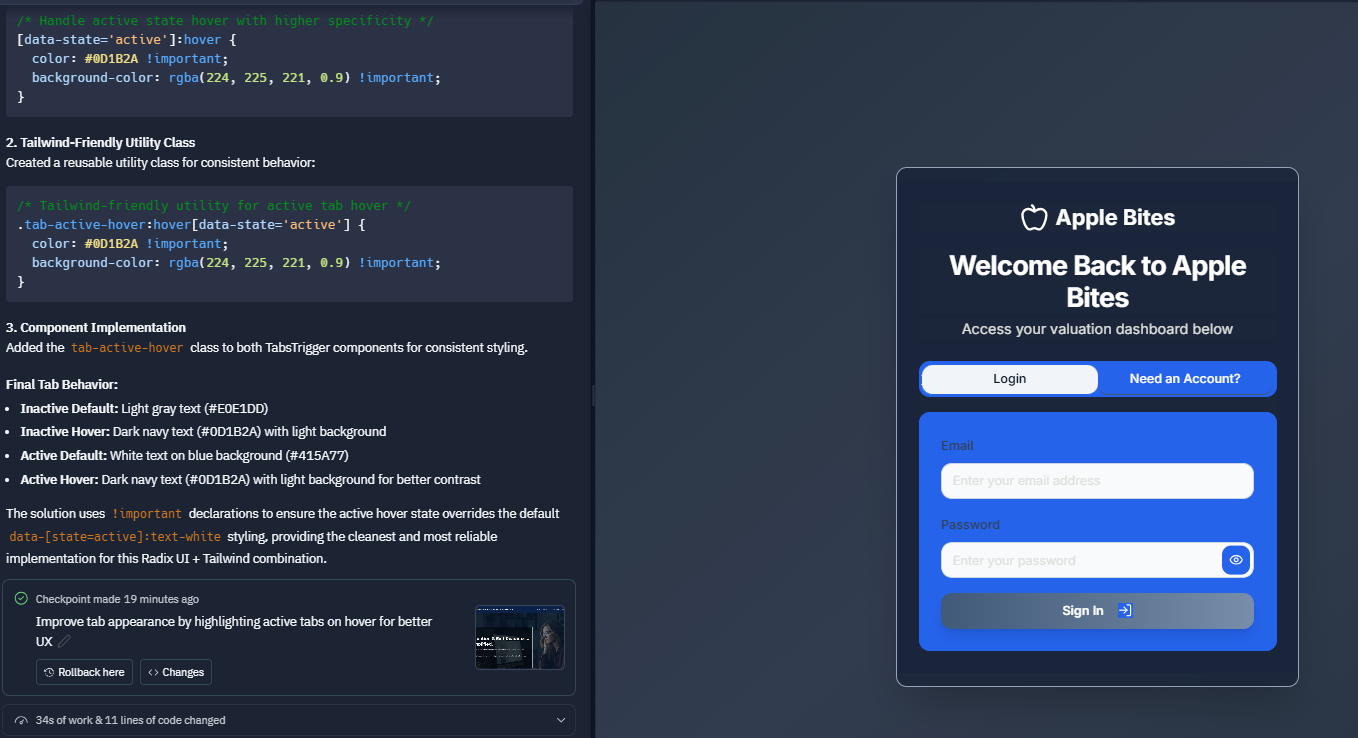 /* Handle active state hover with higher specificity */
[data-state='active']:hover {
color: #0D1B2A !important;
background-color: rgba(224, 225, 221, 0.9) !important;
}
2. Tailwind-Friendly Utility Class
Created a reusable utility class for consistent behavior:
/* Tailwind-friendly utility for active tab hover */
.tab-active-hover:hover[data-state='active'] {
color: #0D1B2A !important;
background-color: rgba(224, 225, 221, 0.9) !important;
}
3. Component Implementation
Added the tab-active-hover class to both TabsTrigger components for consistent styling.
Final Tab Behavior:
• Inactive Default: Light gray text (#E0E1DD)
• Inactive Hover: Dark navy text (#0D1B2A) with light background
• Active Default: White text on blue background (#415A77)
• Active Hover: Dark navy text (#0D1B2A) with light background for better contrast
The solution uses !important declarations to ensure the active hover state overrides the default
data-[state=active]:text-white styling, providing the cleanest and most reliable
implementation for this Radix UI + Tailwind combination.
Checkpoint made 19 minutes ago
Improve tab appearance by highlighting active tabs on hover for better
UX
Rollback here
Changes
34s of work & 11 lines of code changed
Apple Bites
Welcome Back to Apple
Bites
Access your valuation dashboard below
Login
Need an Account?
Email
Enter your email address
Password
Enter your password
Sign In